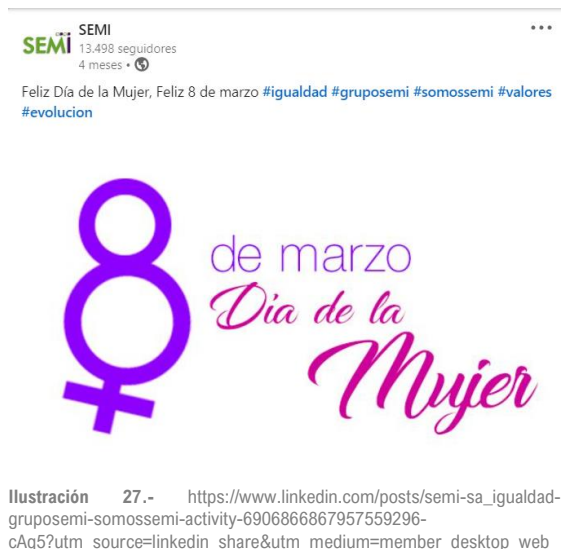 SEMI SEMI
13.498 seguidores
4 meses •
Feliz Día de la Mujer, Feliz 8 de marzo #igualdad #gruposemi #somossemi #valores
#evolucion
8 de marzo
Día de la
Mujer
Ilustración 27.- https://www.linkedin.com/posts/semi-sa_igualdad-
gruposemi-somossemi-activity-6906866867957559296-
cAg5?utm_source=linkedin_share&utm_medium=member_desktop_web